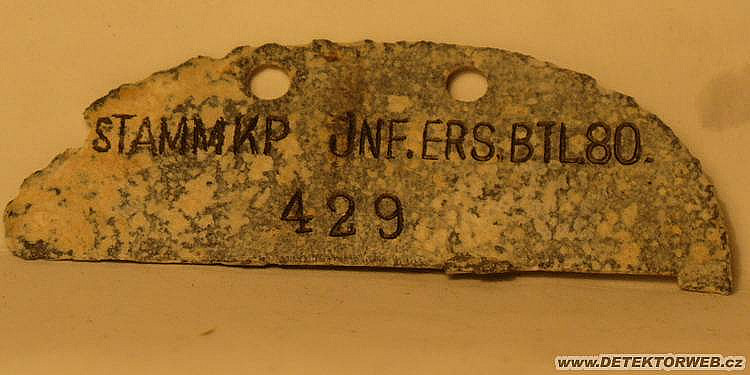 STAMMKP JNF.ERS.BTL.80.
429
www.DETEKTORWEB.cz